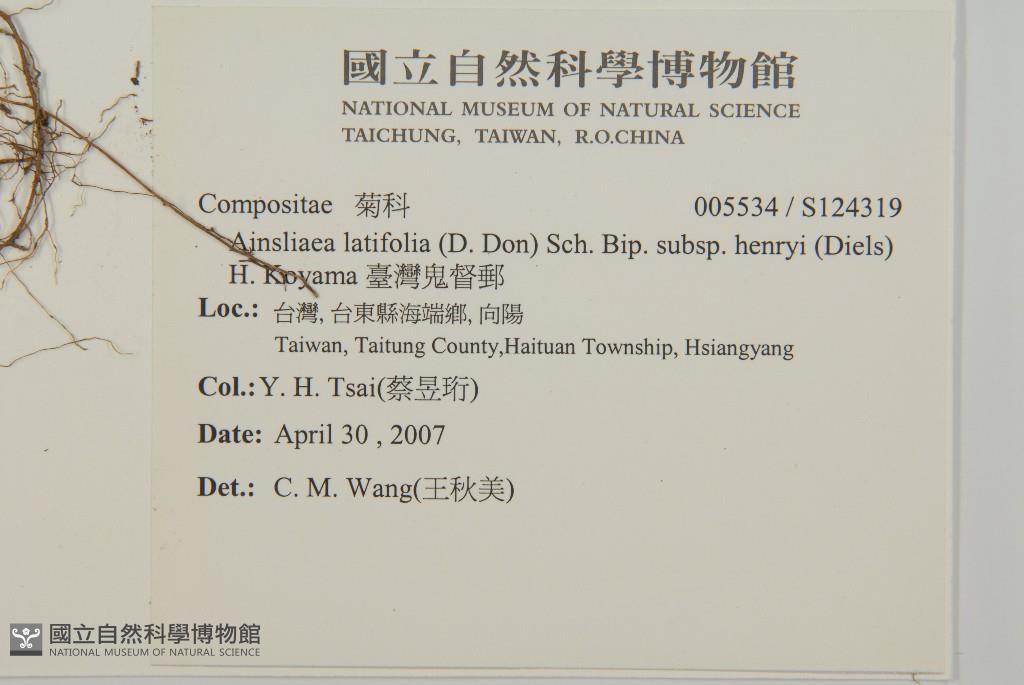 國立自然科學博物館
NATIONAL MUSEUM OF NATURAL SCIENCE
TAICHUNG, TAIWAN, R.O.CHINA
Compositae 菊科 005534 / S124319
Ainsliaea latifolia (D. Don) Sch. Bip. subsp. henryi (Diels)
H. Koyama 臺灣鬼督郵
Loc.: 台灣, 台東縣海端鄉, 向陽
Taiwan, Taitung County,Haituan Township, Hsiangyang
Col.: Y. H. Tsai(蔡昱珩)
Date: April 30 , 2007
Det.: C. M. Wang(王秋美)
國立自然科學博物館
NATIONAL MUSEUM OF NATURAL SCIENCE